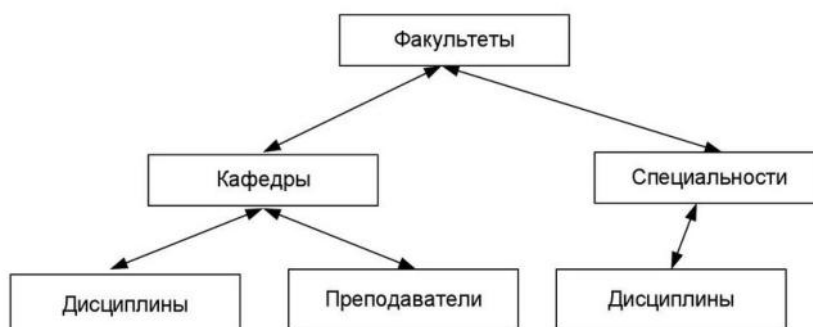 Факультеты
Кафедры
Специальности
Дисциплины
Преподаватели
Дисциплины